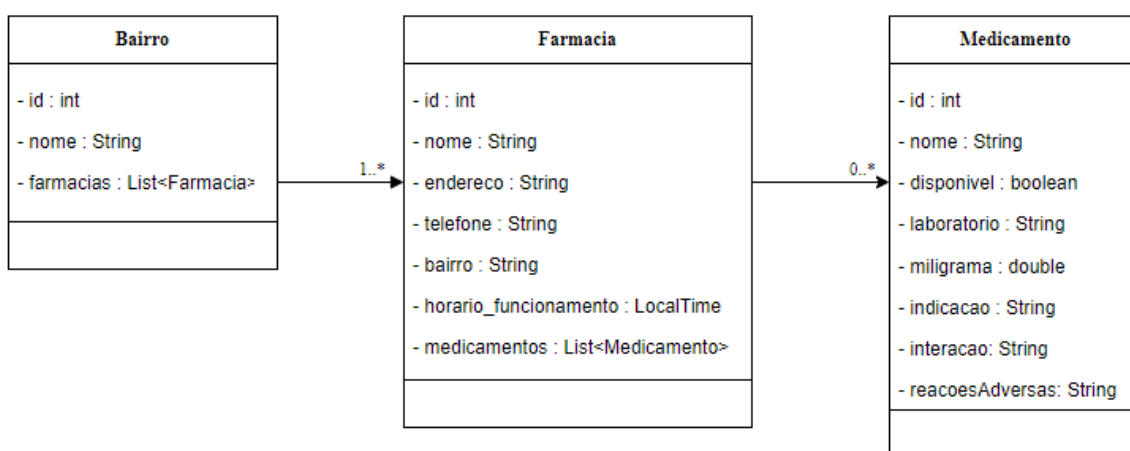 Bairro
- id : int
- nome : String
- farmacias : List<Farmacia>
1..*
Farmacia
- id : int
- nome : String
- endereco : String
- telefone : String
- bairro : String
- horario_funcionamento : LocalTime
- medicamentos : List<Medicamento>
0..*
Medicamento
- id : int
- nome : String
- disponivel : boolean
- laboratorio : String
- miligrama : double
- indicacao : String
- interacao: String
- reacoesAdversas: String